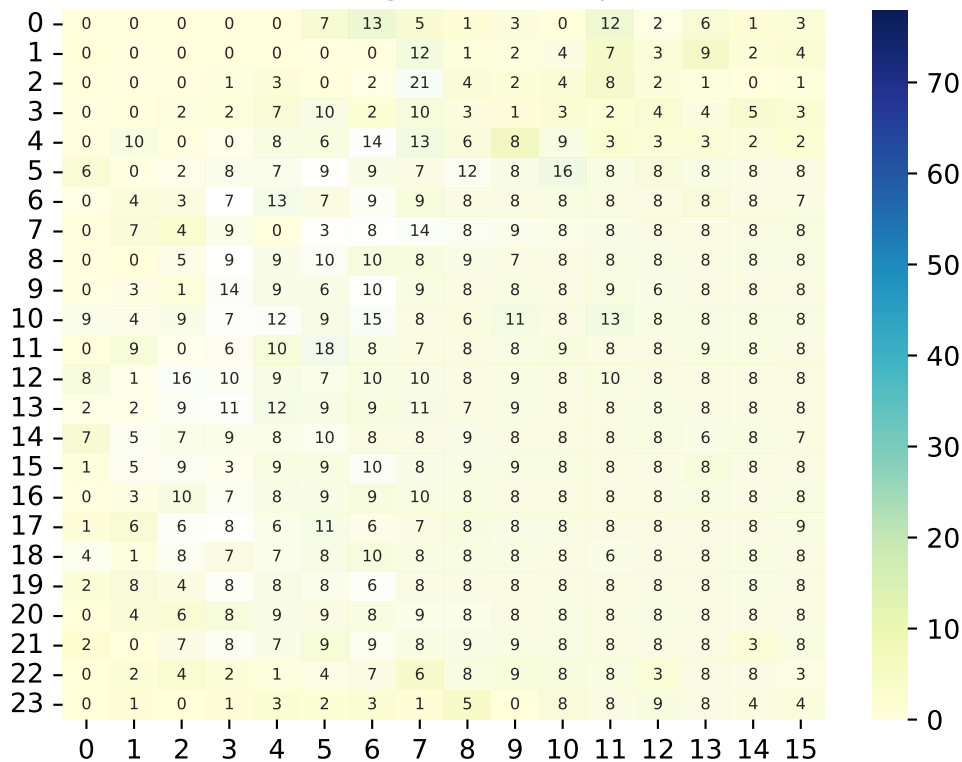 0 0 0 0 0 0 7 13 5 1 3 0 12 2 6 1 3
1 0 0 0 0 0 0 0 12 1 2 4 7 3 9 2 4
2 0 0 0 1 3 0 2 21 4 2 4 8 2 1 0 1
3 0 0 2 2 7 10 2 10 3 1 3 2 4 4 5 3
4 0 10 0 0 8 6 14 13 6 8 9 3 3 3 2 2
5 6 0 2 8 7 9 9 7 12 8 16 8 8 8 8 8
6 0 4 3 7 13 7 9 9 8 8 8 8 8 8 8 7
7 0 7 4 9 0 3 8 14 8 9 8 8 8 8 8 8
8 0 0 5 9 9 10 10 8 9 7 8 8 8 8 8 8
9 0 3 1 14 9 6 10 9 8 8 8 9 6 8 8 8
10 9 4 9 7 12 9 15 8 6 11 8 13 8 8 8 8
11 0 9 0 6 10 18 8 7 8 8 9 8 8 9 8 8
12 8 1 16 10 9 7 10 10 8 9 8 10 8 8 8 8
13 2 2 9 11 12 9 9 11 7 9 8 8 8 8 8 8
14 7 5 7 9 8 10 8 8 9 8 8 8 8 6 8 7
15 1 5 9 3 9 9 10 8 9 9 8 8 8 8 8 8
16 0 3 10 7 8 9 9 10 8 8 8 8 8 8 8 8
17 1 6 6 8 6 11 6 7 8 8 8 8 8 8 8 9
18 4 1 8 7 7 8 10 8 8 8 8 6 8 8 8 8
19 2 8 4 8 8 8 6 8 8 8 8 8 8 8 8 8
20 0 4 6 8 9 9 8 9 8 8 8 8 8 8 8 8
21 2 0 7 8 7 9 9 8 9 9 8 8 8 8 3 8
22 0 2 4 2 1 4 7 6 8 9 8 8 3 8 8 3
23 0 1 0 1 3 2 3 1 5 0 8 8 9 8 4 4
0 1 2 3 4 5 6 7 8 9 10 11 12 13 14 15
70
60
50
40
30
20
10
0